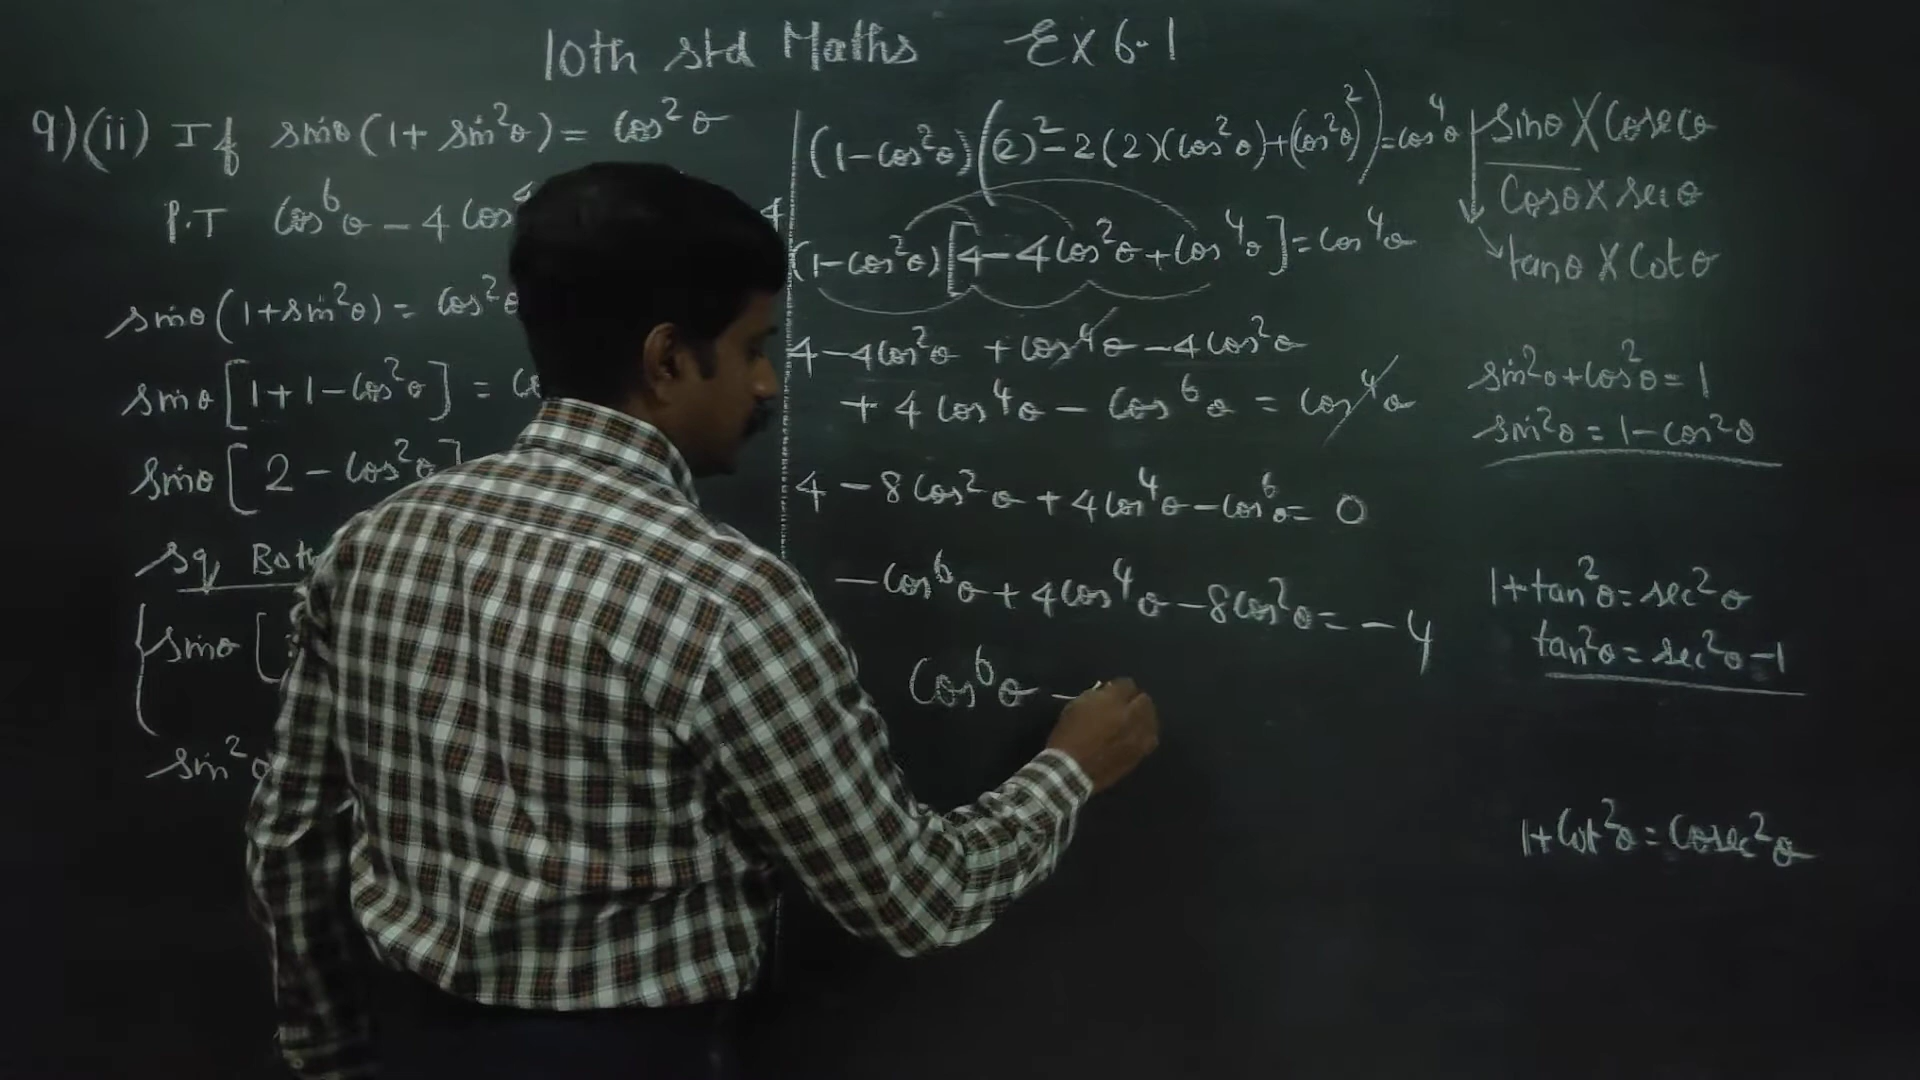 10th std Maths Ex 6.1
9)(ii) If sinθ(1+ sin²θ) = cos²θ
P.T cos⁶θ - 4 cos⁴
4
sinθ(1+sin²θ) = cos²θ
sinθ[1+1-cos²θ] =
sinθ[2 - cos²θ]
sq Both
sinθ [
sin²θ
(1-cos²θ)((2)²-2(2)(cos²θ)+(cos²θ)²)=cos⁴θ
(1-cos²θ)[4-4cos²θ+cos⁴θ]=cos⁴θ
4-4cos²θ +cos⁴θ -4cos²θ
+ 4cos⁴θ - cos⁶θ = cos⁴θ
4 - 8cos²θ + 4cos⁴θ - cos⁶θ = 0
-cos⁶θ + 4cos⁴θ - 8cos²θ = -4
Cos⁶θ -
sinθ X Cosecθ
Cosθ X secθ
tanθ X Cotθ
sin²θ+cos²θ=1
sin²θ = 1-cos²θ
1+tan²θ=sec²θ
tan²θ=sec²θ-1
1+Cot²θ=Cosec²θ